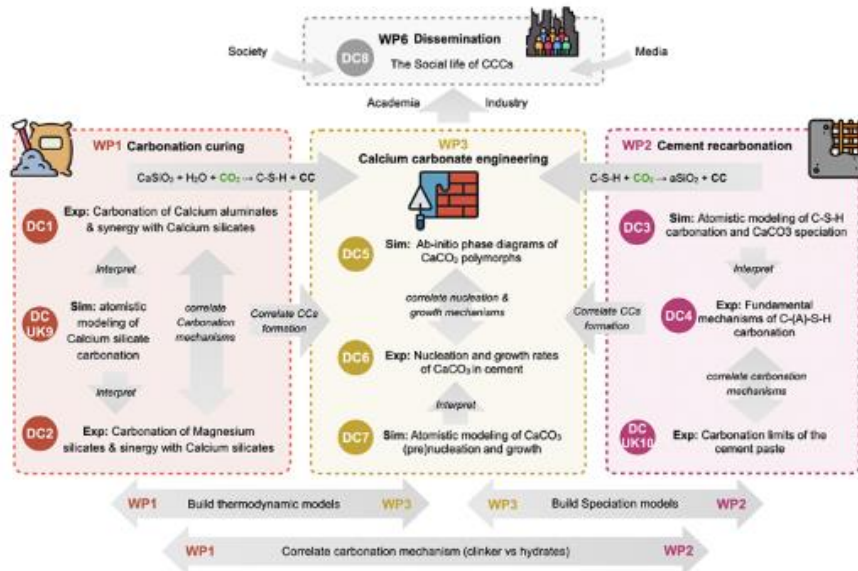 WP6 Dissemination
Society
Media
DC8
The Social life of CCCs
Academia
Industry
WP1 Carbonation curing
CaSiO₂ + H₂O + CO₂ → C-S-H + CC
DC1
Exp: Carbonation of Calcium aluminates
& synergy with Calcium silicates
Interpret
DC
UK9
Sim: atomistic
modeling of
Calcium silicate
carbonation
correlate
Carbonation
mechanisms
Interpret
DC2
Exp: Carbonation of Magnesium
silicates & sinergy with Calcium silicates
Correlate CCs
formation
WP3
Calcium carbonate engineering
DC5
Sim: Ab-initio phase diagrams of
CaCO₃ polymorphs
correlate nucleation &
growth mechanisms
DC6
Exp: Nucleation and growth rates
of CaCO₃ in cement
Interpret
DC7
Sim: Atomistic modeling of CaCO₃
(pre)nucleation and growth
Correlate CCs
formation
WP2 Cement recarbonation
C-S-H + CO₂ → aSiO₂ + CC
DC3
Sim: Atomistic modeling of C-S-H
carbonation and CaCO3 speciation
Interpret
DC4
Exp: Fundamental
mechanisms of C-(A)-S-H
carbonation
correlate carbonation
mechanisms
DC
UK10
Exp: Carbonation limits of the
cement paste
WP1 Build thermodynamic models WP3
WP3 Build Speciation models WP2
WP1 Correlate carbonation mechanism (clinker vs hydrates) WP2